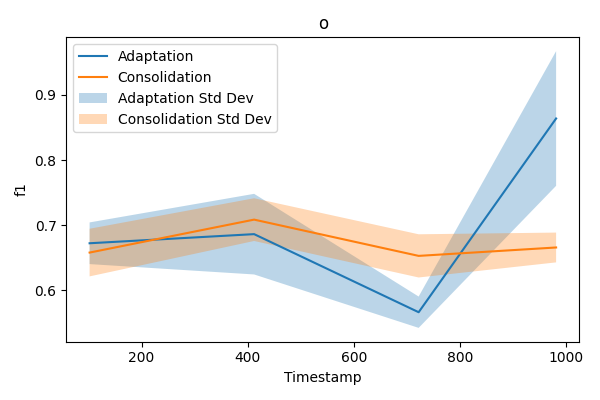 o
Adaptation
Consolidation
Adaptation Std Dev
Consolidation Std Dev
0.9
0.8
0.7
0.6
f1
200 400 600 800 1000
Timestamp